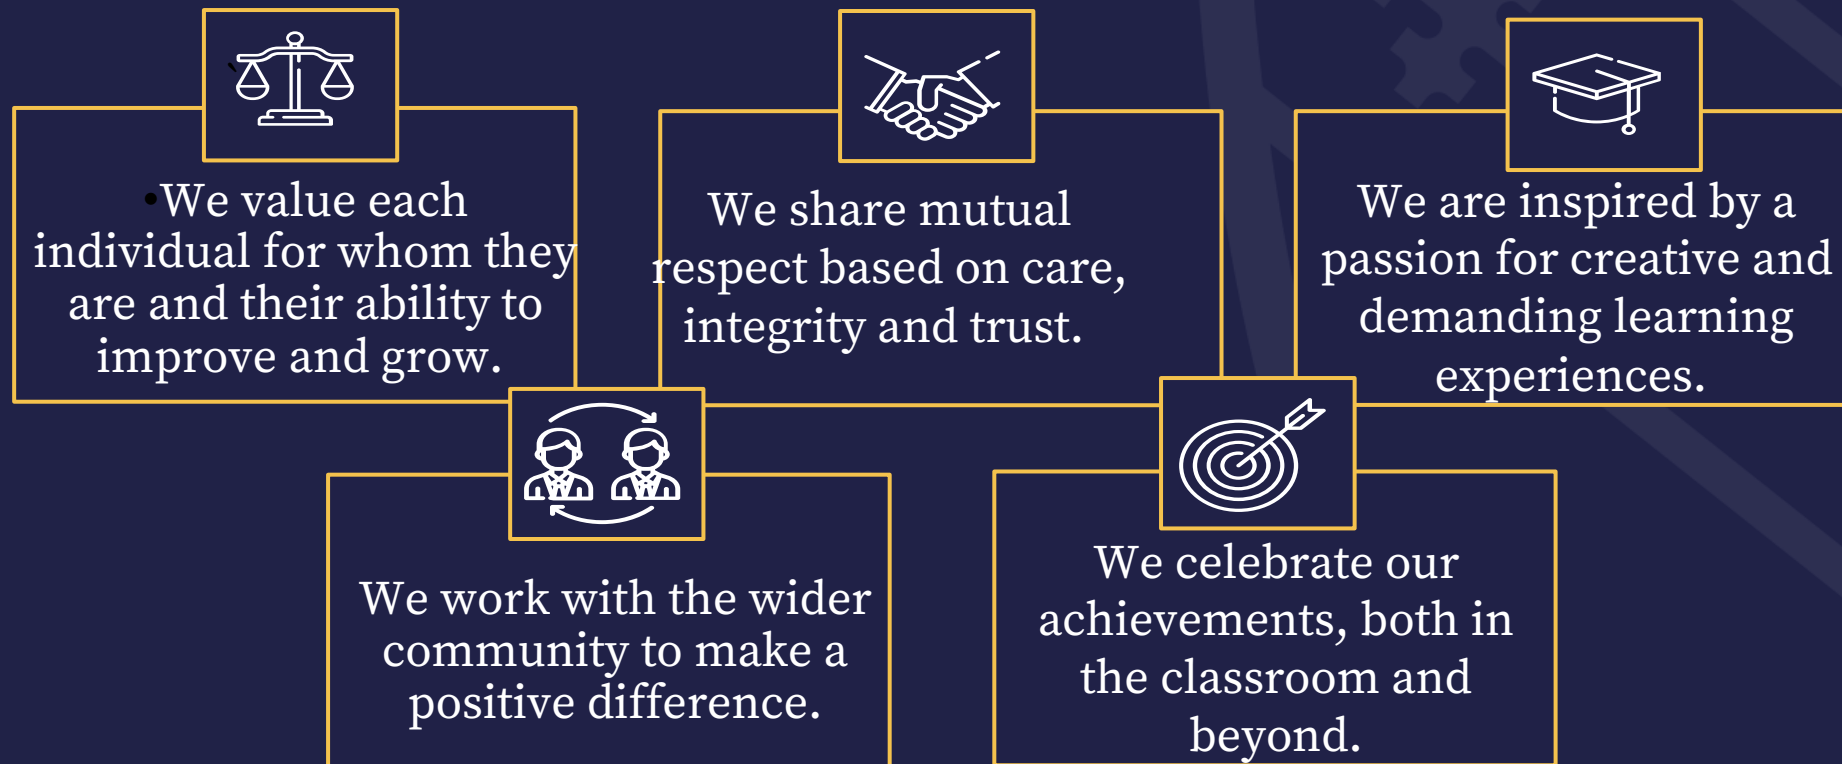 •We value each
individual for whom they
are and their ability to
improve and grow.
We share mutual
respect based on care,
integrity and trust.
We are inspired by a
passion for creative and
demanding learning
experiences.
We work with the wider
community to make a
positive difference.
We celebrate our
achievements, both in
the classroom and
beyond.